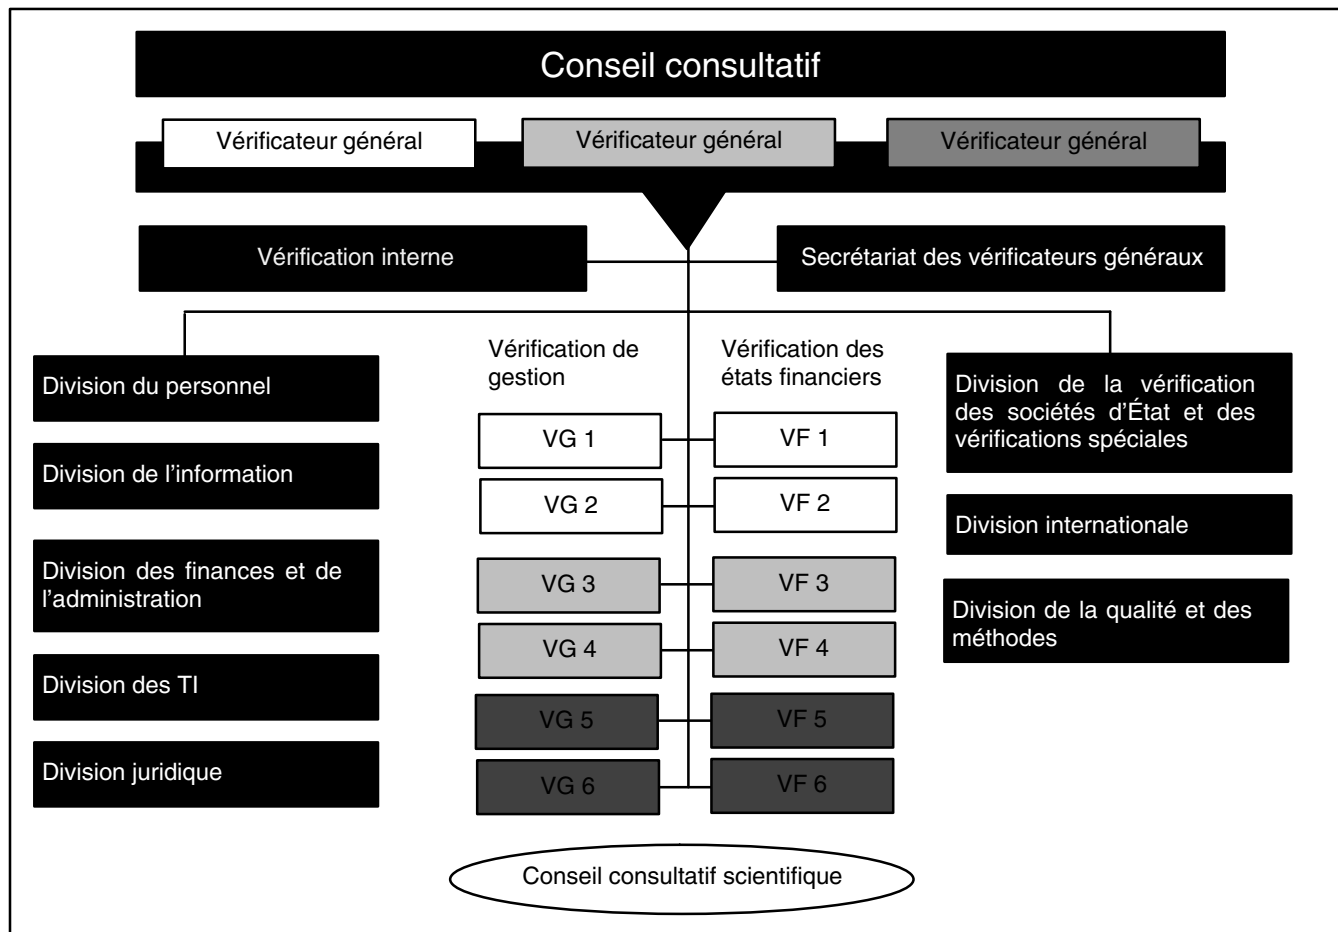 Conseil consultatif
Vérificateur général
Vérificateur général
Vérificateur général
Vérification interne
Secrétariat des vérificateurs généraux
Division du personnel
Division de l'information
Division des finances et de
l'administration
Division des TI
Division juridique
Vérification de
gestion
VG 1
VG 2
VG 3
VG 4
VG 5
VG 6
Vérification des
états financiers
VF 1
VF 2
VF 3
VF 4
VF 5
VF 6
Division de la vérification
des sociétés d'État et des
vérifications spéciales
Division internationale
Division de la qualité et des
méthodes
Conseil consultatif scientifique